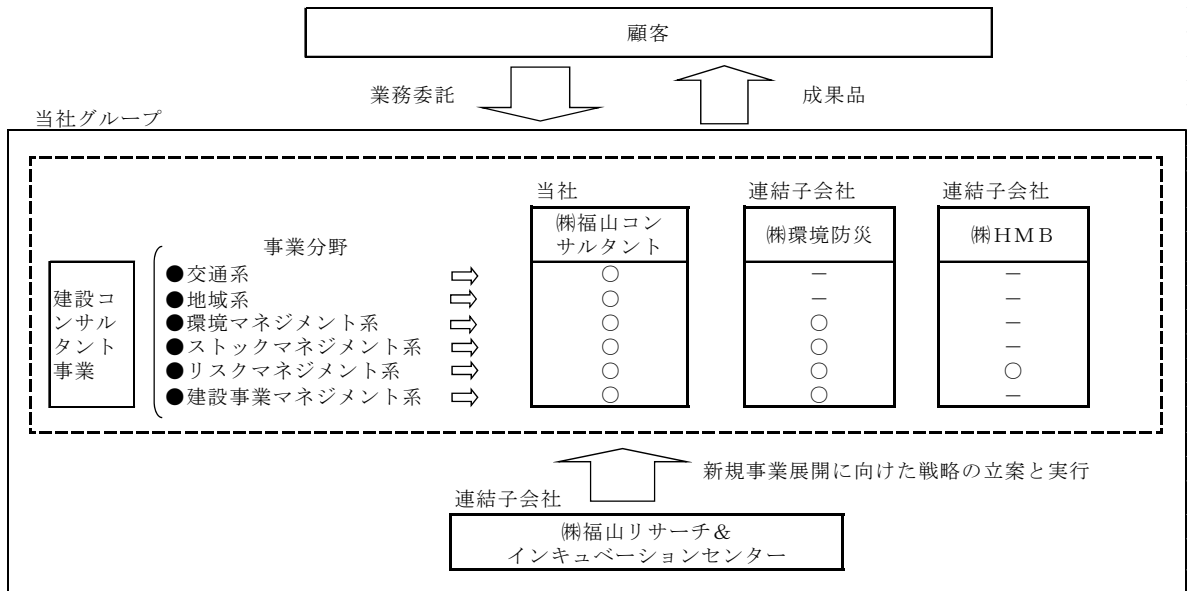 顧客
業務委託
成果品
当社グループ
当社
連結子会社
連結子会社
㈱福山コン
サルタント
㈱環境防災
㈱HMB
事業分野
建設コ
ンサル
タント
事業
●交通系 ○ － －
●地域系 ○ － －
●環境マネジメント系 ○ ○ －
●ストックマネジメント系 ○ ○ －
●リスクマネジメント系 ○ ○ ○
●建設事業マネジメント系 ○ ○ －
新規事業展開に向けた戦略の立案と実行
連結子会社
㈱福山リサーチ＆
インキュベーションセンター